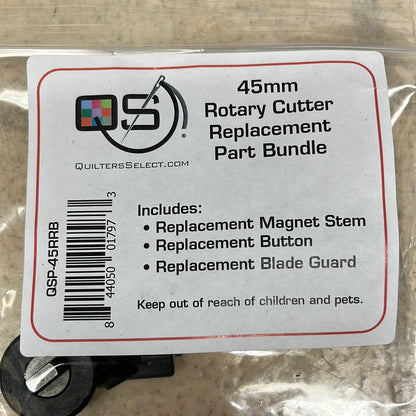 QS
®
QUILTERSSELECT.COM
45mm
Rotary Cutter
Replacement
Part Bundle
QSP-45RRB
8 44050 01797 3
Includes:
• Replacement Magnet Stem
• Replacement Button
• Replacement Blade Guard
Keep out of reach of children and pets.